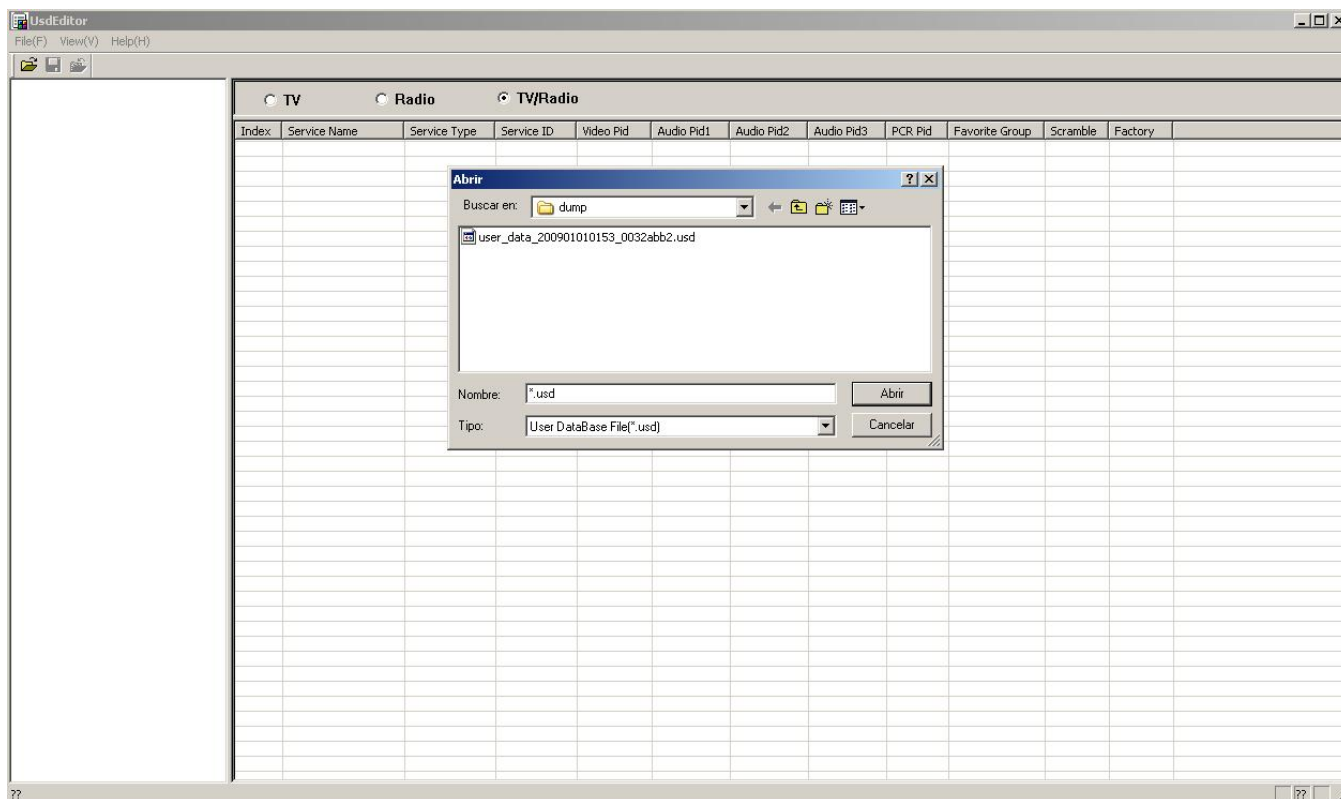 UsdEditor
File(F) View(V) Help(H)
TV Radio TV/Radio
Index Service Name Service Type Service ID Video Pid Audio Pid1 Audio Pid2 Audio Pid3 PCR Pid Favorite Group Scramble Factory
Abrir
Buscar en: dump
user_data_200901010153_0032abb2.usd
Nombre: *.usd Abrir
Tipo: User DataBase File(*.usd) Cancelar
?? ??